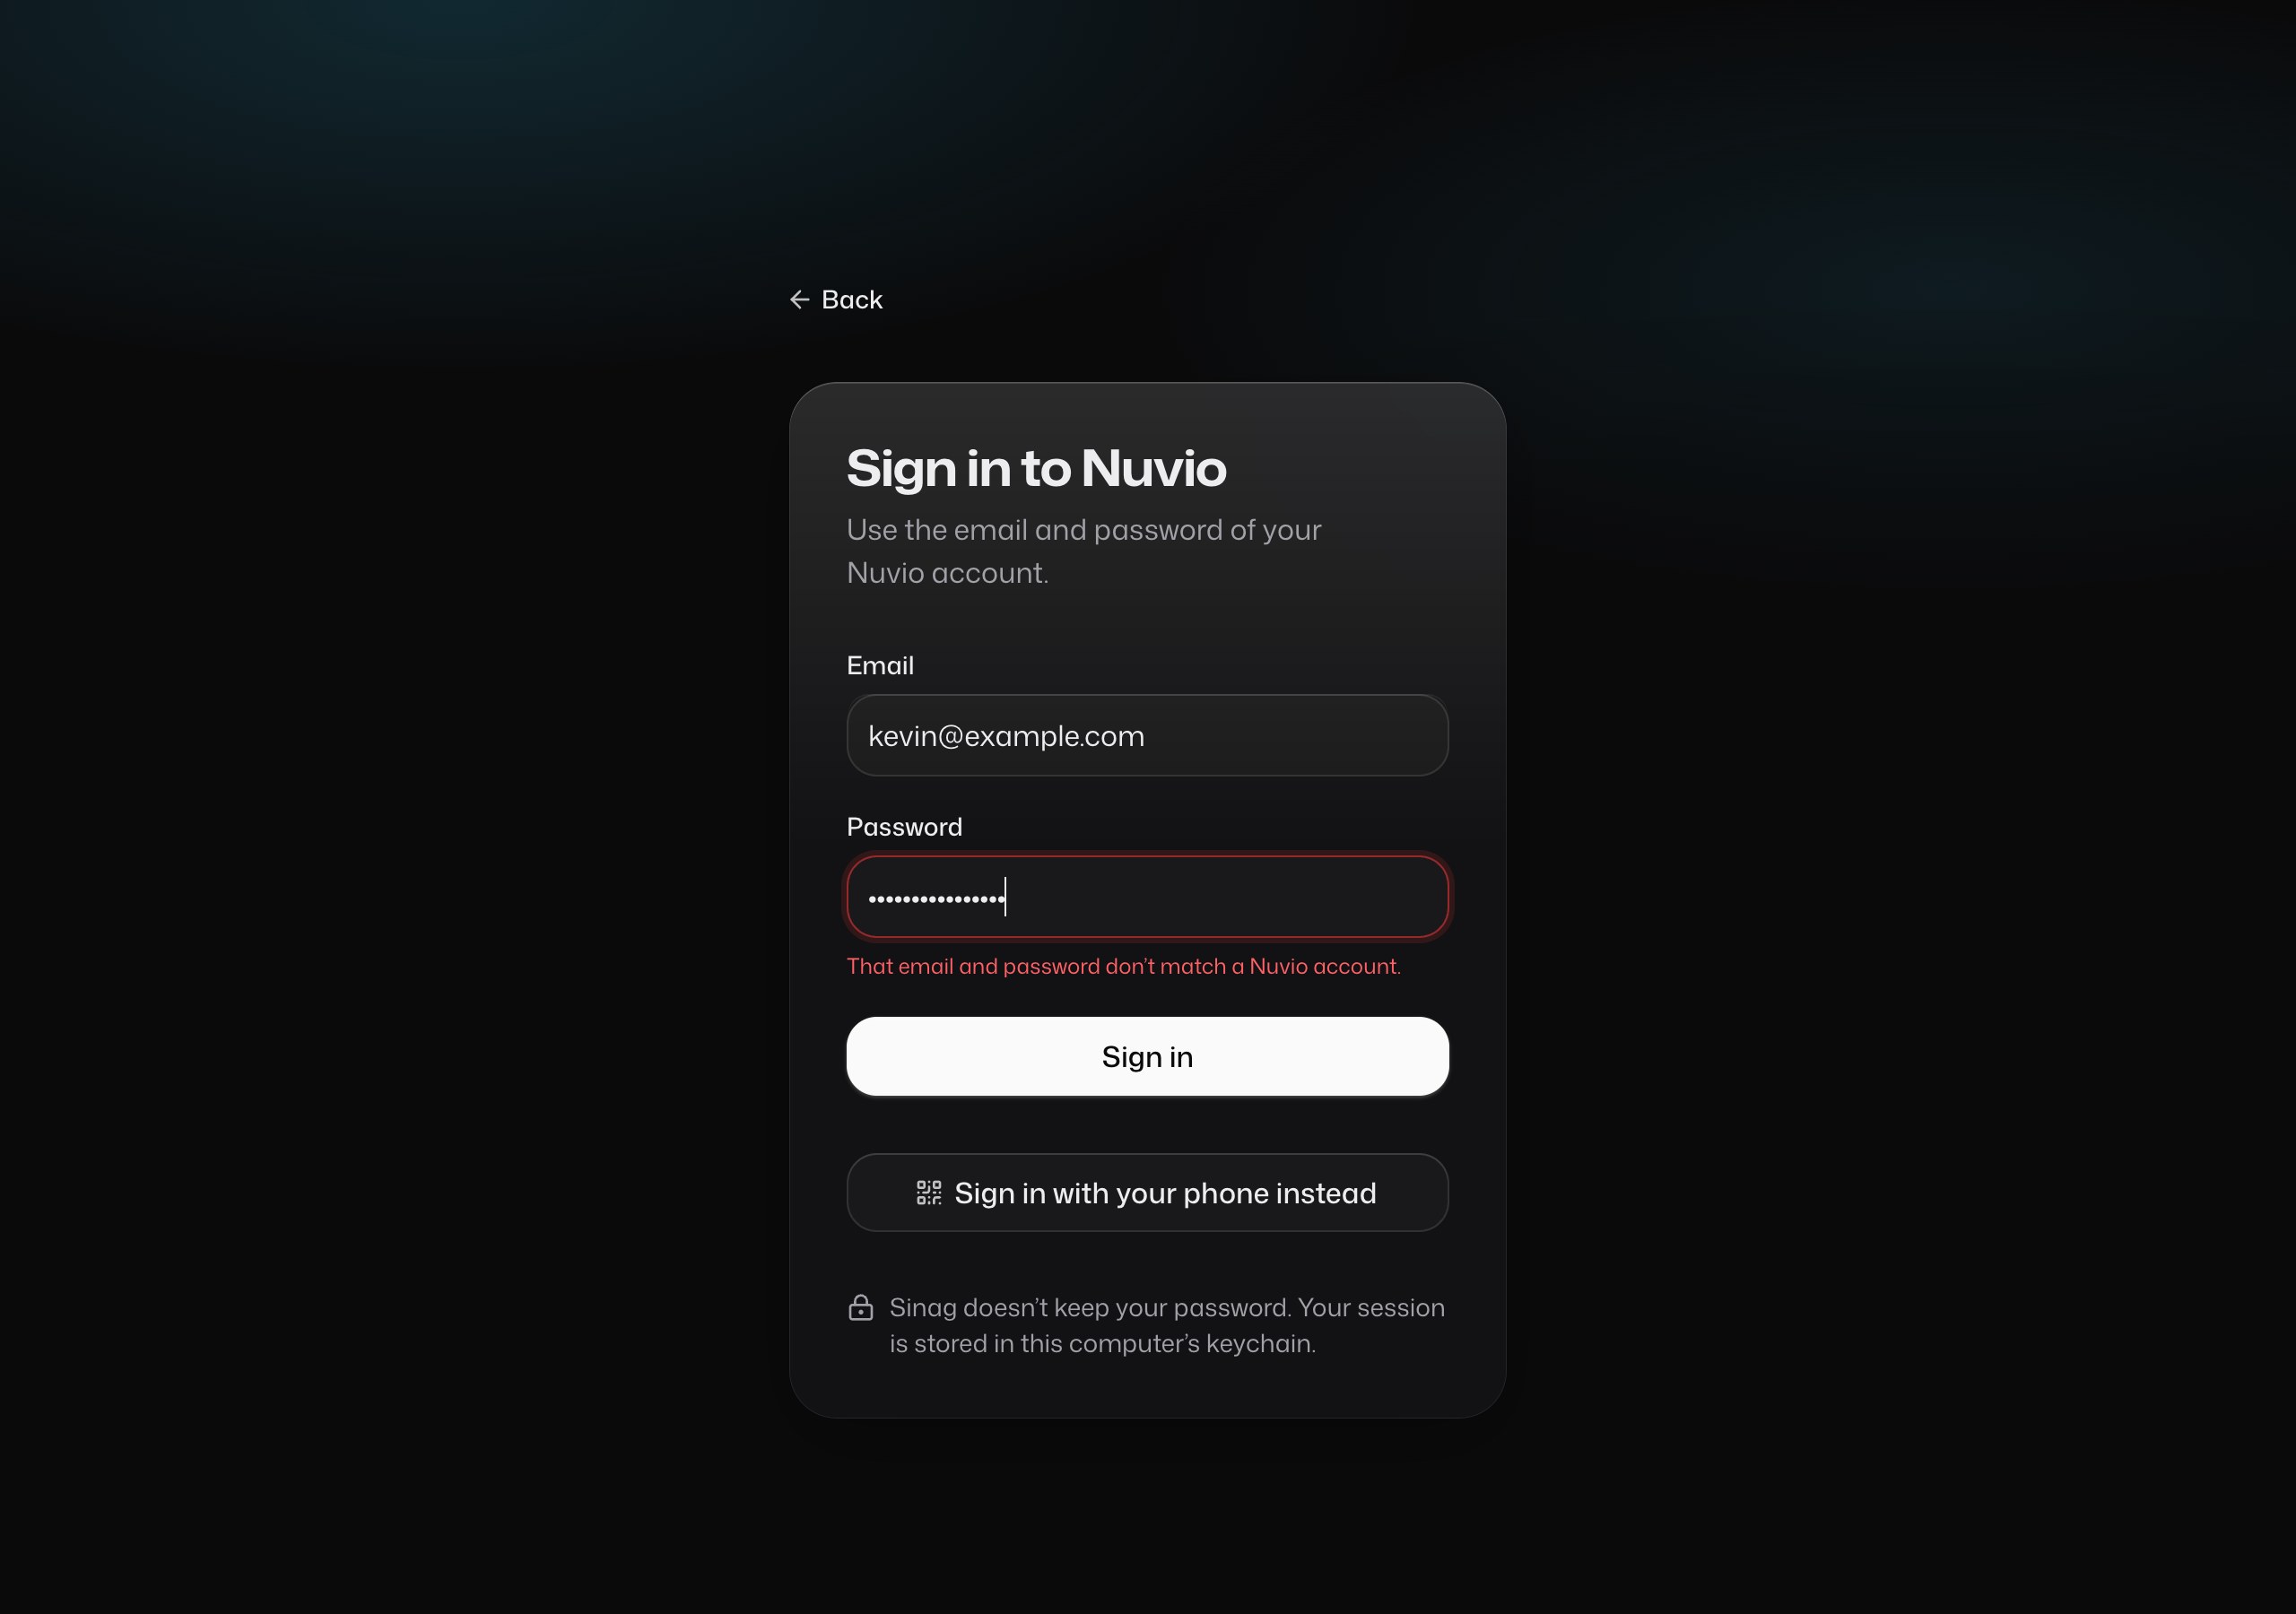 Back
Sign in to Nuvio
Use the email and password of your
Nuvio account.
Email
kevin@example.com
Password
••••••••••••••••
That email and password don’t match a Nuvio account.
Sign in
Sign in with your phone instead
Sinag doesn’t keep your password. Your session
is stored in this computer’s keychain.